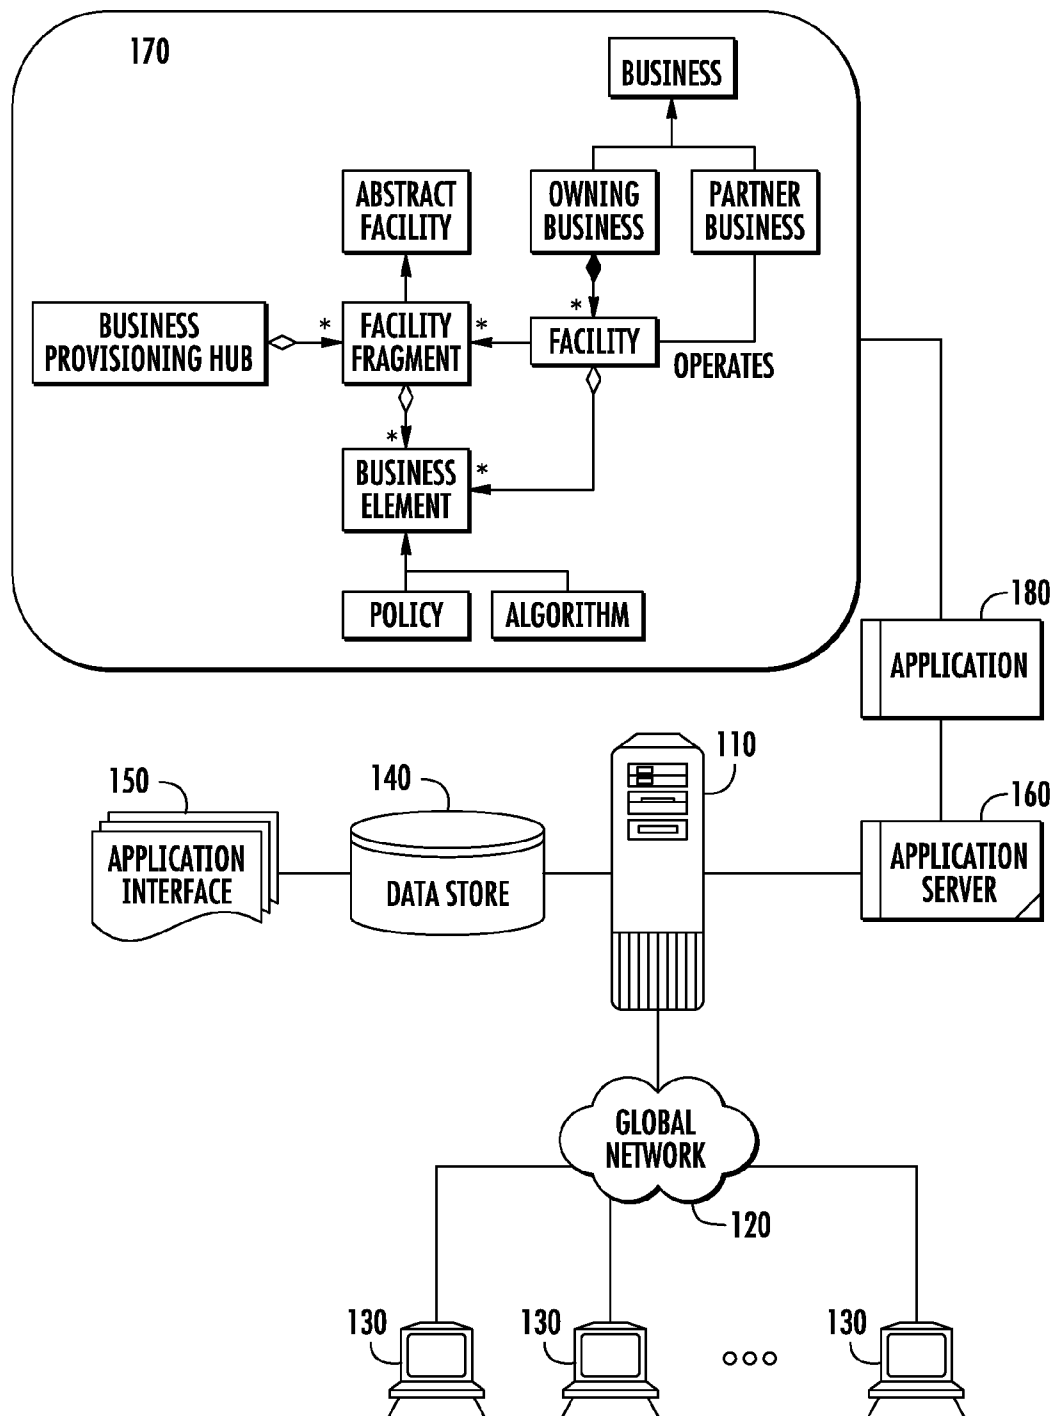 170
BUSINESS
ABSTRACT
FACILITY
OWNING
BUSINESS
PARTNER
BUSINESS
BUSINESS
PROVISIONING HUB
*
FACILITY
FRAGMENT
*
*
FACILITY
OPERATES
*
BUSINESS
ELEMENT
*
POLICY
ALGORITHM
180
APPLICATION
150
APPLICATION
INTERFACE
140
DATA STORE
110
160
APPLICATION
SERVER
GLOBAL
NETWORK
120
130
130
130